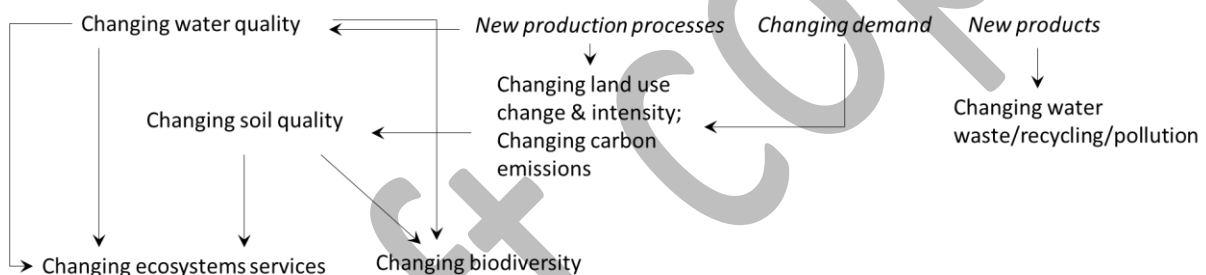 Changing water quality
New production processes
Changing demand
New products
Changing land use
change & intensity;
Changing carbon
emissions
Changing water
waste/recycling/pollution
Changing soil quality
Changing ecosystems services
Changing biodiversity